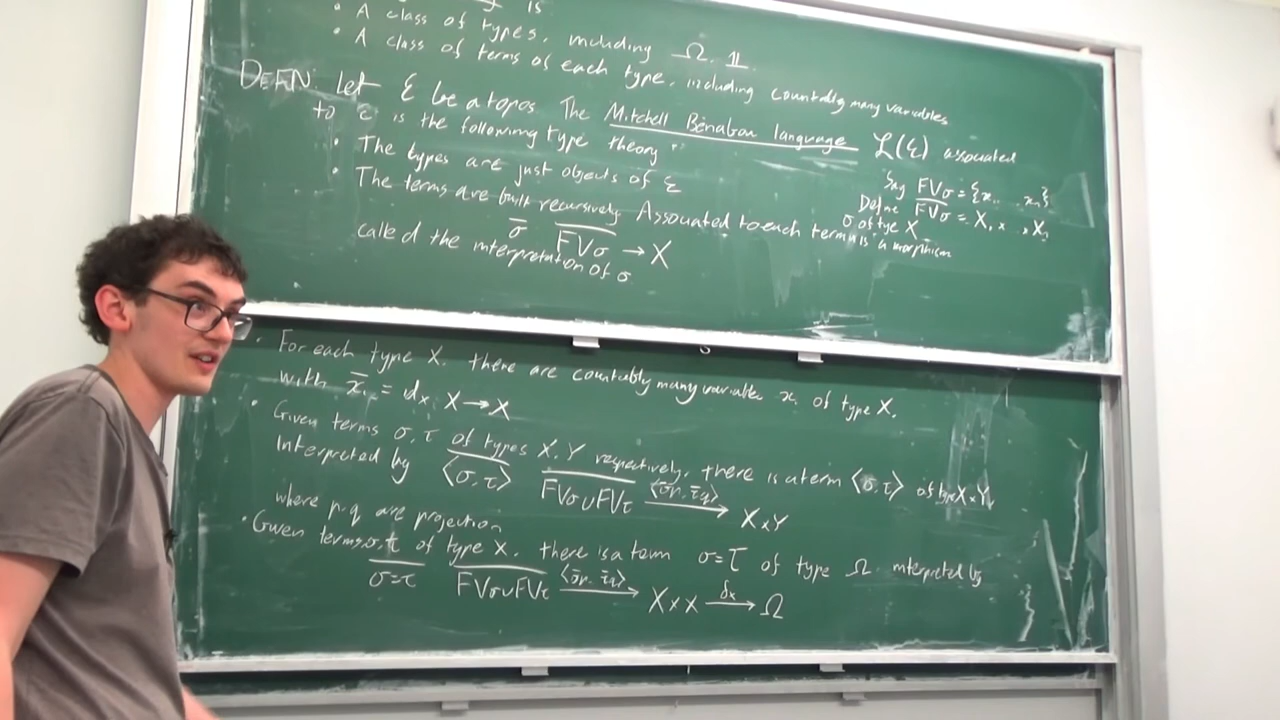 is
• A class of types, including Ω, 1
• A class of terms of each type, including countably many variables
DEFN let ℰ be a topos. The Mitchell Bénabou language ℒ(ℰ) associated
to ℰ is the following type theory
• The types are just objects of ℰ
• The terms are built recursively. Associated to each term σ of type X is a morphism
Say FVσ = {x₁, , xₙ}
Define F̅V̅σ̅ = X₁ × , × Xₙ
σ̅ F̅V̅σ̅ → X
called the interpretation of σ
• For each type X, there are countably many variables xᵢ of type X,
with x̅ᵢ = id_X X → X
• Given terms σ, τ of types X, Y respectively, there is a term ⟨σ, τ⟩ of type X×Y,
Interpreted by ⟨σ, τ⟩ FVσ∪FVτ ⟨σ̅p, τ̅q⟩ → X×Y
where p, q are projection
• Given terms σ, τ of type X, there is a term σ=τ of type Ω interpreted by
σ=τ FVσ∪FVτ ⟨σ̅p, τ̅q⟩ → X×X δ_X → Ω